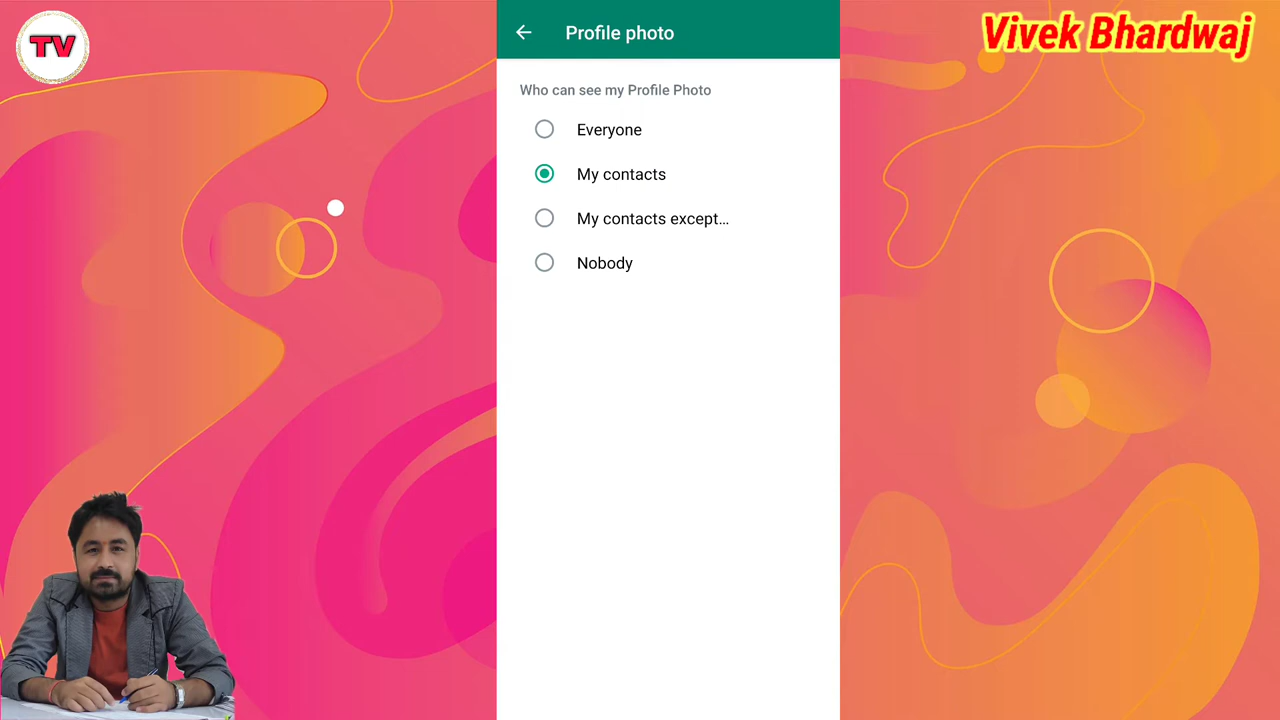 TV
Vivek Bhardwaj
Profile photo
Who can see my Profile Photo
Everyone
My contacts
My contacts except...
Nobody